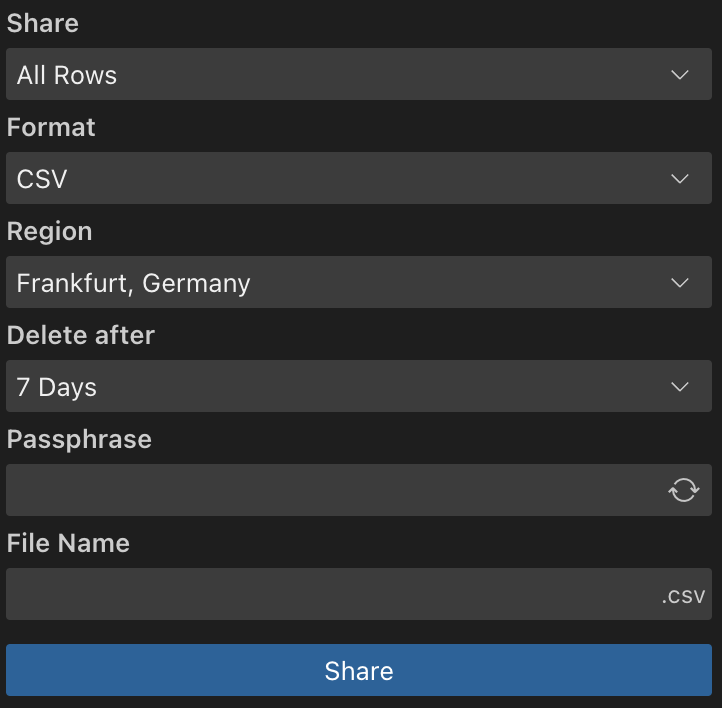 Share
All Rows
Format
CSV
Region
Frankfurt, Germany
Delete after
7 Days
Passphrase
File Name
.csv
Share